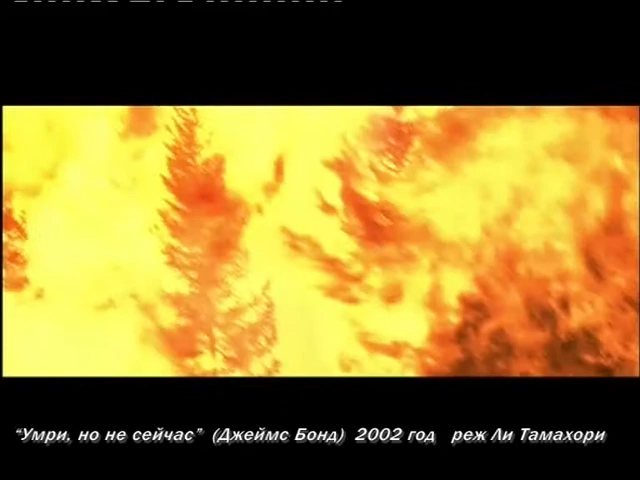 “Умри, но не сейчас” (Джеймс Бонд) 2002 год реж Ли Тамахори